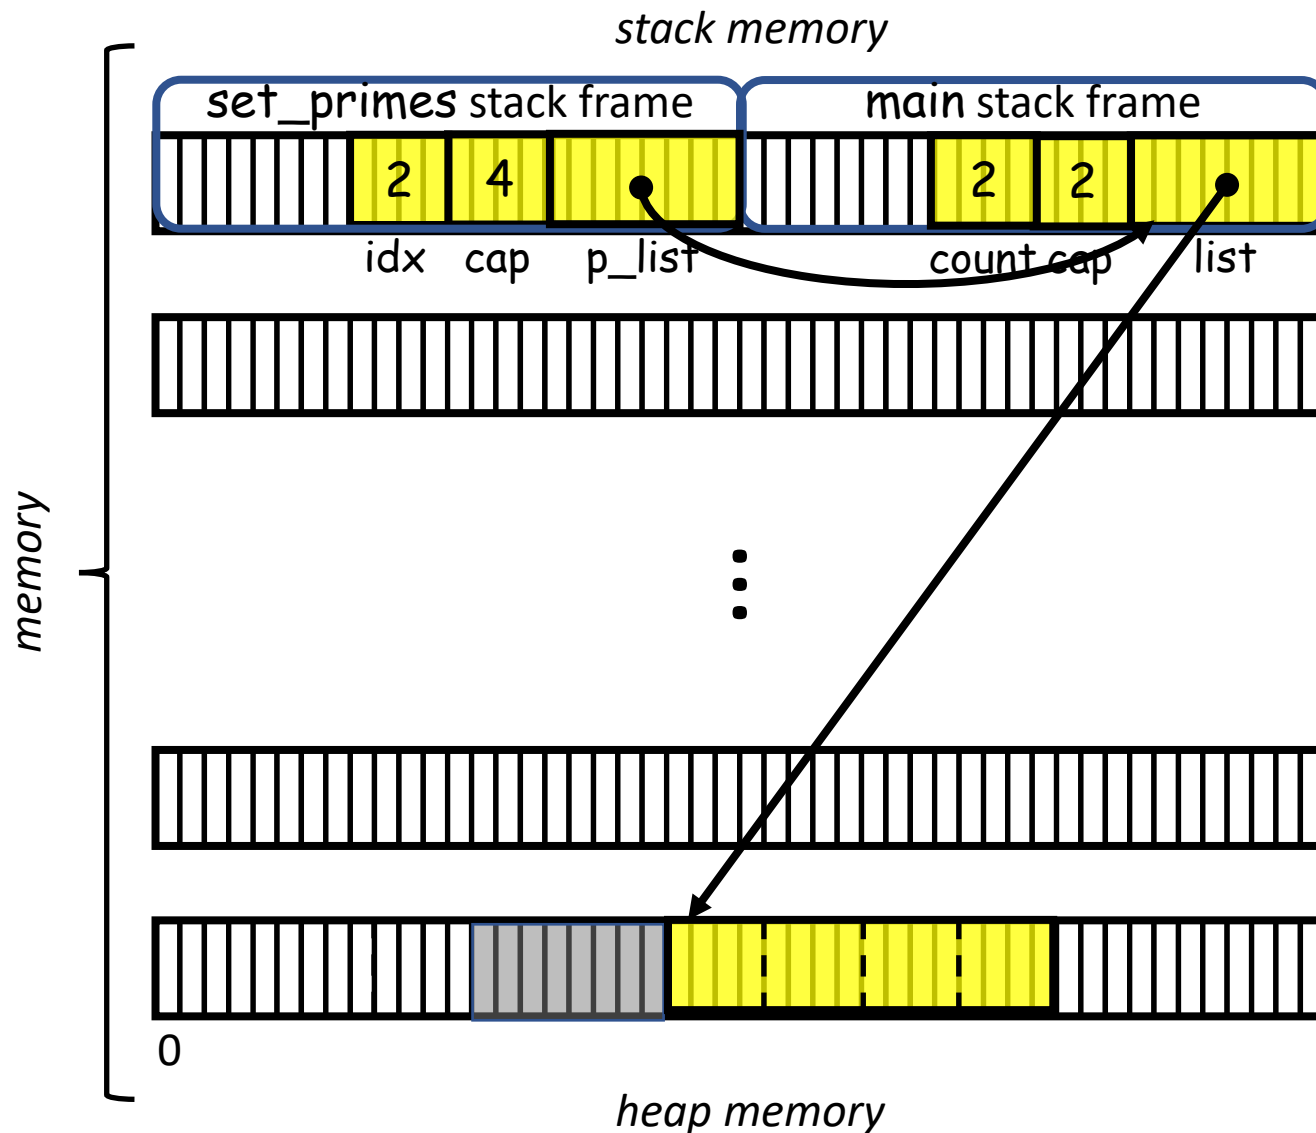 stack memory
set_primes stack frame
main stack frame
2 4 2 2
idx cap p_list count cap list
memory
0
heap memory